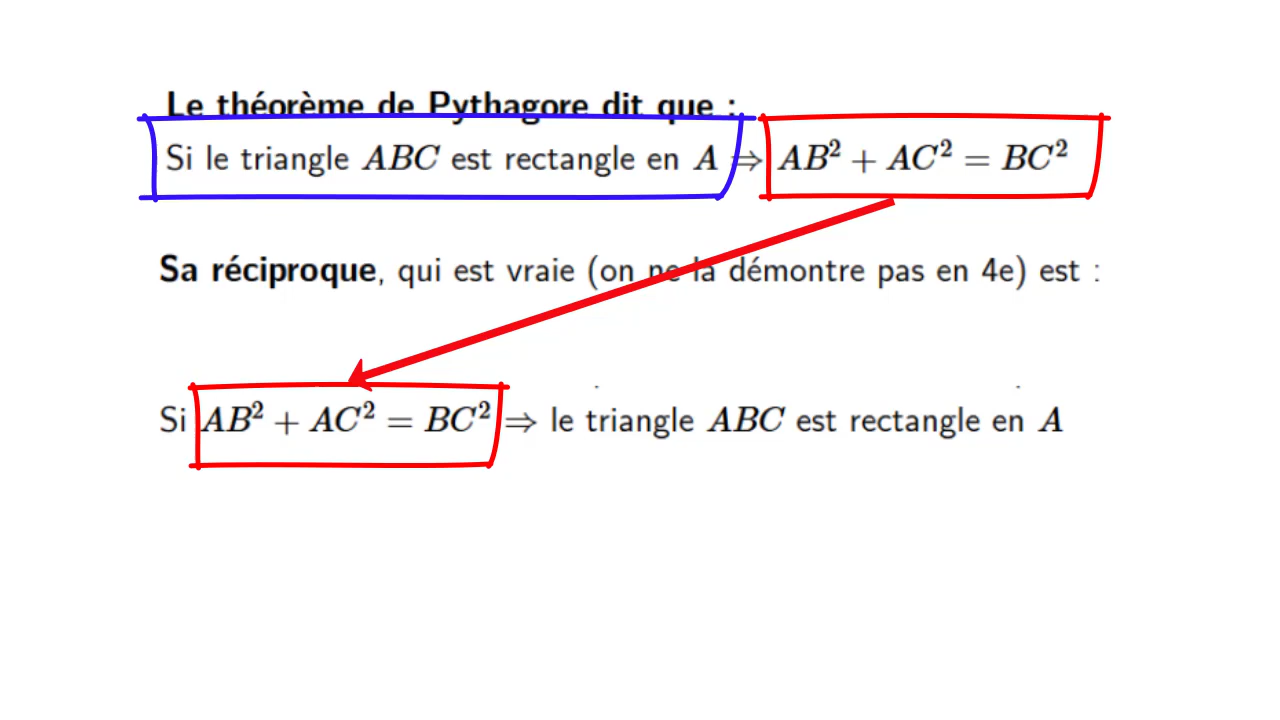 Le théorème de Pythagore dit que :
Si le triangle ABC est rectangle en A ⇒ AB² + AC² = BC²
Sa réciproque, qui est vraie (on ne la démontre pas en 4e) est :
Si AB² + AC² = BC² ⇒ le triangle ABC est rectangle en A